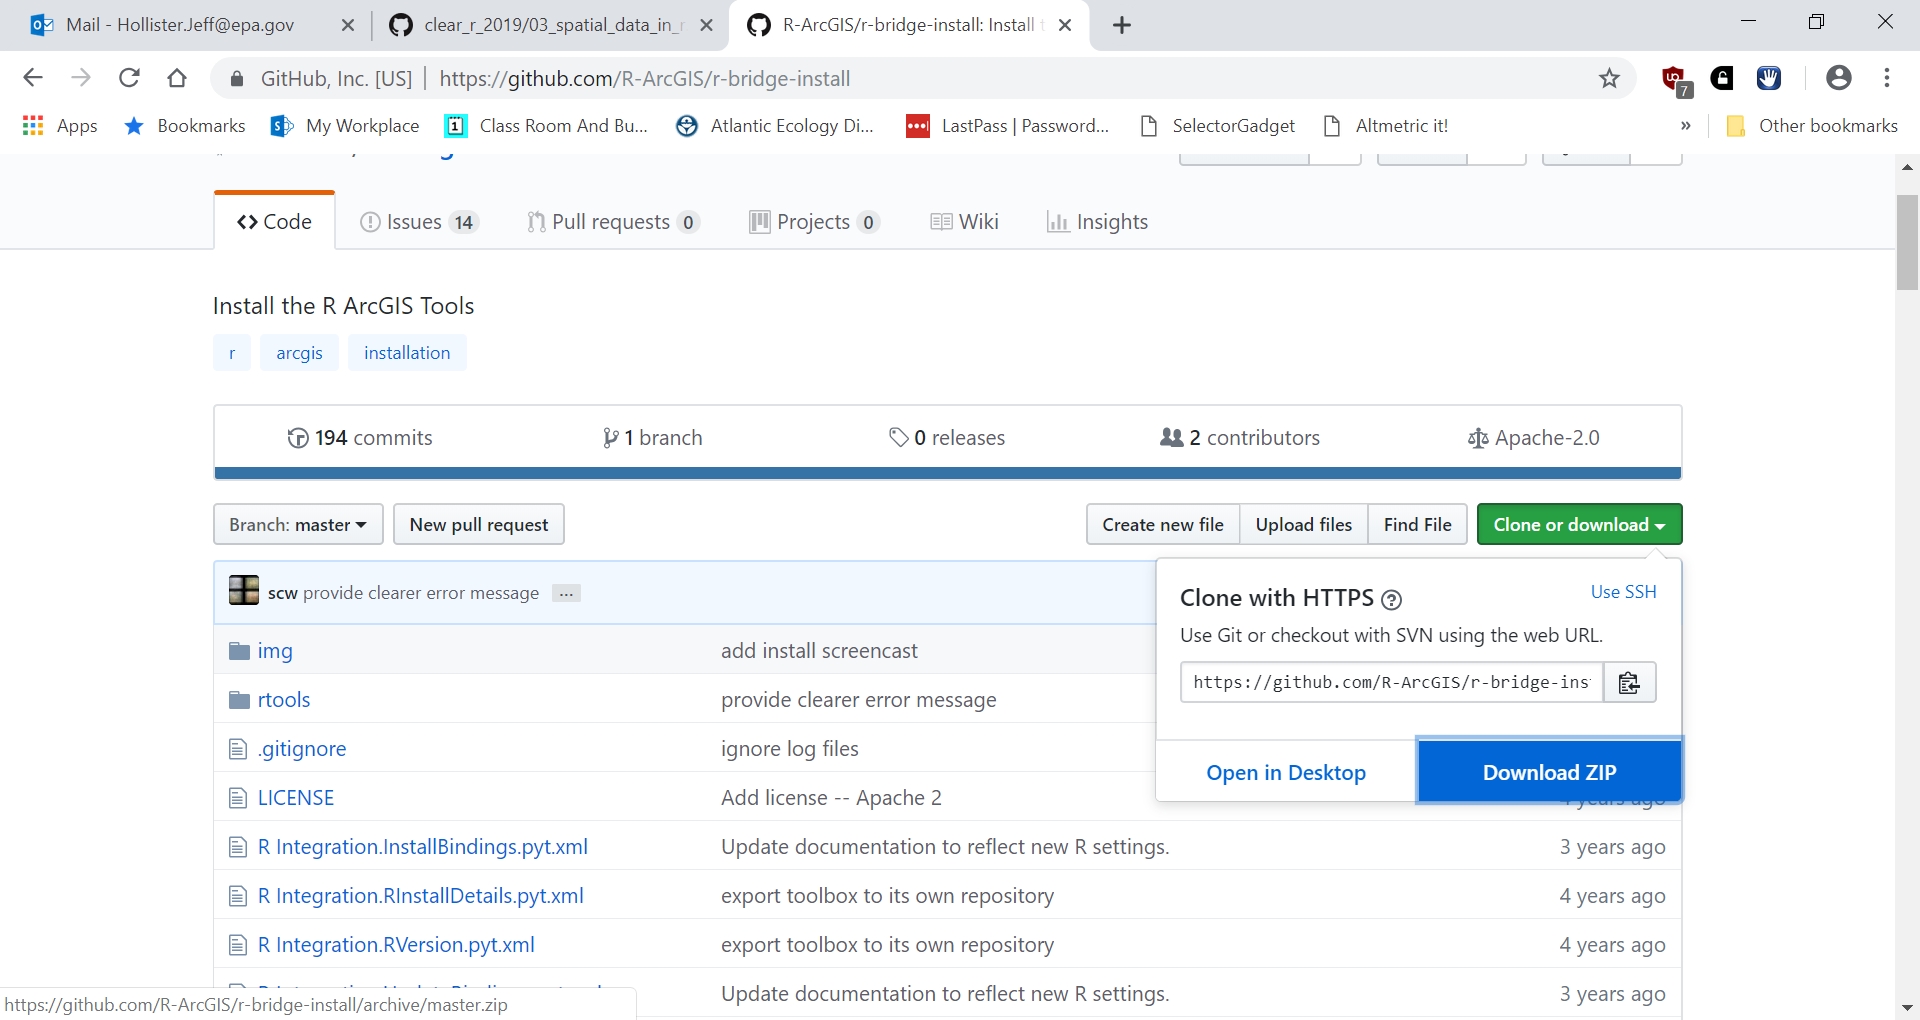 Mail - Hollister.Jeff@epa.gov
clear_r_2019/03_spatial_data_in_r
R-ArcGIS/r-bridge-install: Install t
GitHub, Inc. [US] | https://github.com/R-ArcGIS/r-bridge-install
7
Apps Bookmarks My Workplace Class Room And Bu... Atlantic Ecology Di... LastPass | Password... SelectorGadget Altmetric it! » Other bookmarks
Code Issues 14 Pull requests 0 Projects 0 Wiki Insights
Install the R ArcGIS Tools
r arcgis installation
194 commits 1 branch 0 releases 2 contributors Apache-2.0
Branch: master New pull request Create new file Upload files Find File Clone or download
scw provide clearer error message ...
Clone with HTTPS ? Use SSH
Use Git or checkout with SVN using the web URL.
https://github.com/R-ArcGIS/r-bridge-ins
Open in Desktop Download ZIP
img add install screencast
rtools provide clearer error message
.gitignore ignore log files
LICENSE Add license -- Apache 2 years ago
R Integration.InstallBindings.pyt.xml Update documentation to reflect new R settings. 3 years ago
R Integration.RInstallDetails.pyt.xml export toolbox to its own repository 4 years ago
R Integration.RVersion.pyt.xml export toolbox to its own repository 4 years ago
Update documentation to reflect new R settings. 3 years ago
https://github.com/R-ArcGIS/r-bridge-install/archive/master.zip